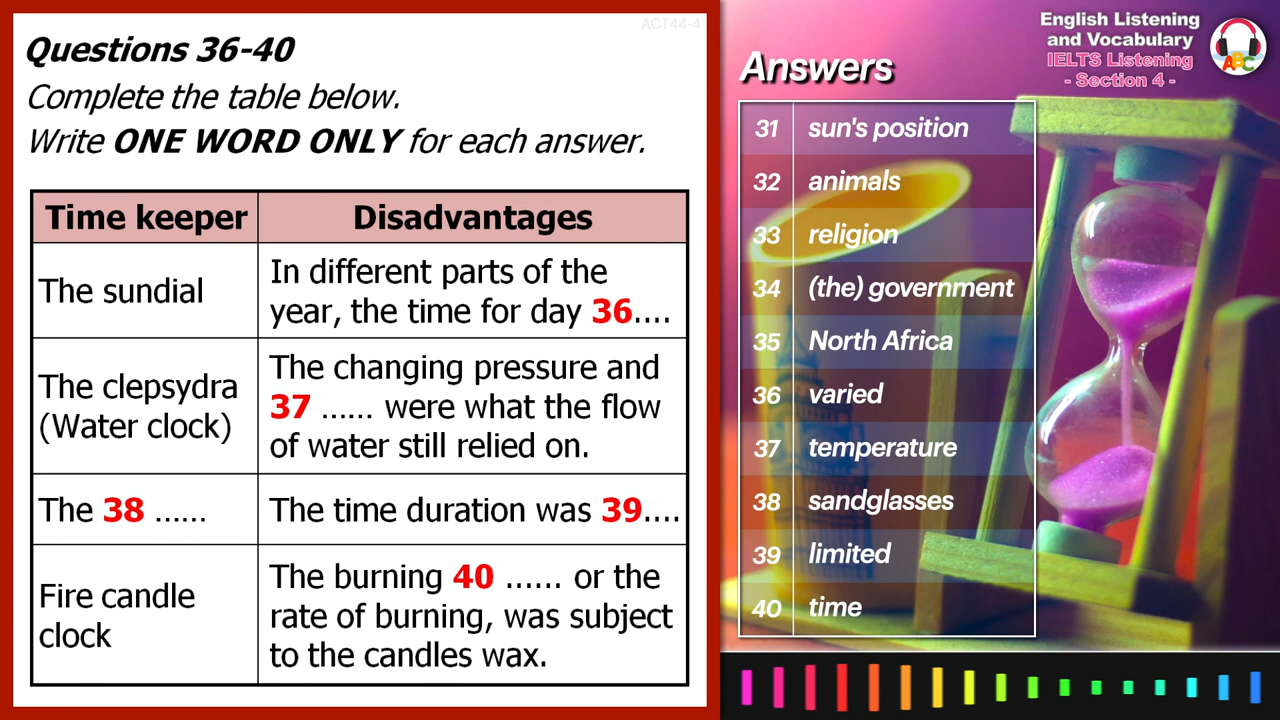 ACT44-4
Questions 36-40
Complete the table below.
Write ONE WORD ONLY for each answer.
Time keeper Disadvantages
The sundial
In different parts of the
year, the time for day 36....
The clepsydra
(Water clock)
The changing pressure and
37 ...... were what the flow
of water still relied on.
The 38 ......
The time duration was 39....
Fire candle
clock
The burning 40 ...... or the
rate of burning, was subject
to the candles wax.
English Listening
and Vocabulary
IELTS Listening
- Section 4 -
ABC
Answers
31 sun's position
32 animals
33 religion
34 (the) government
35 North Africa
36 varied
37 temperature
38 sandglasses
39 limited
40 time